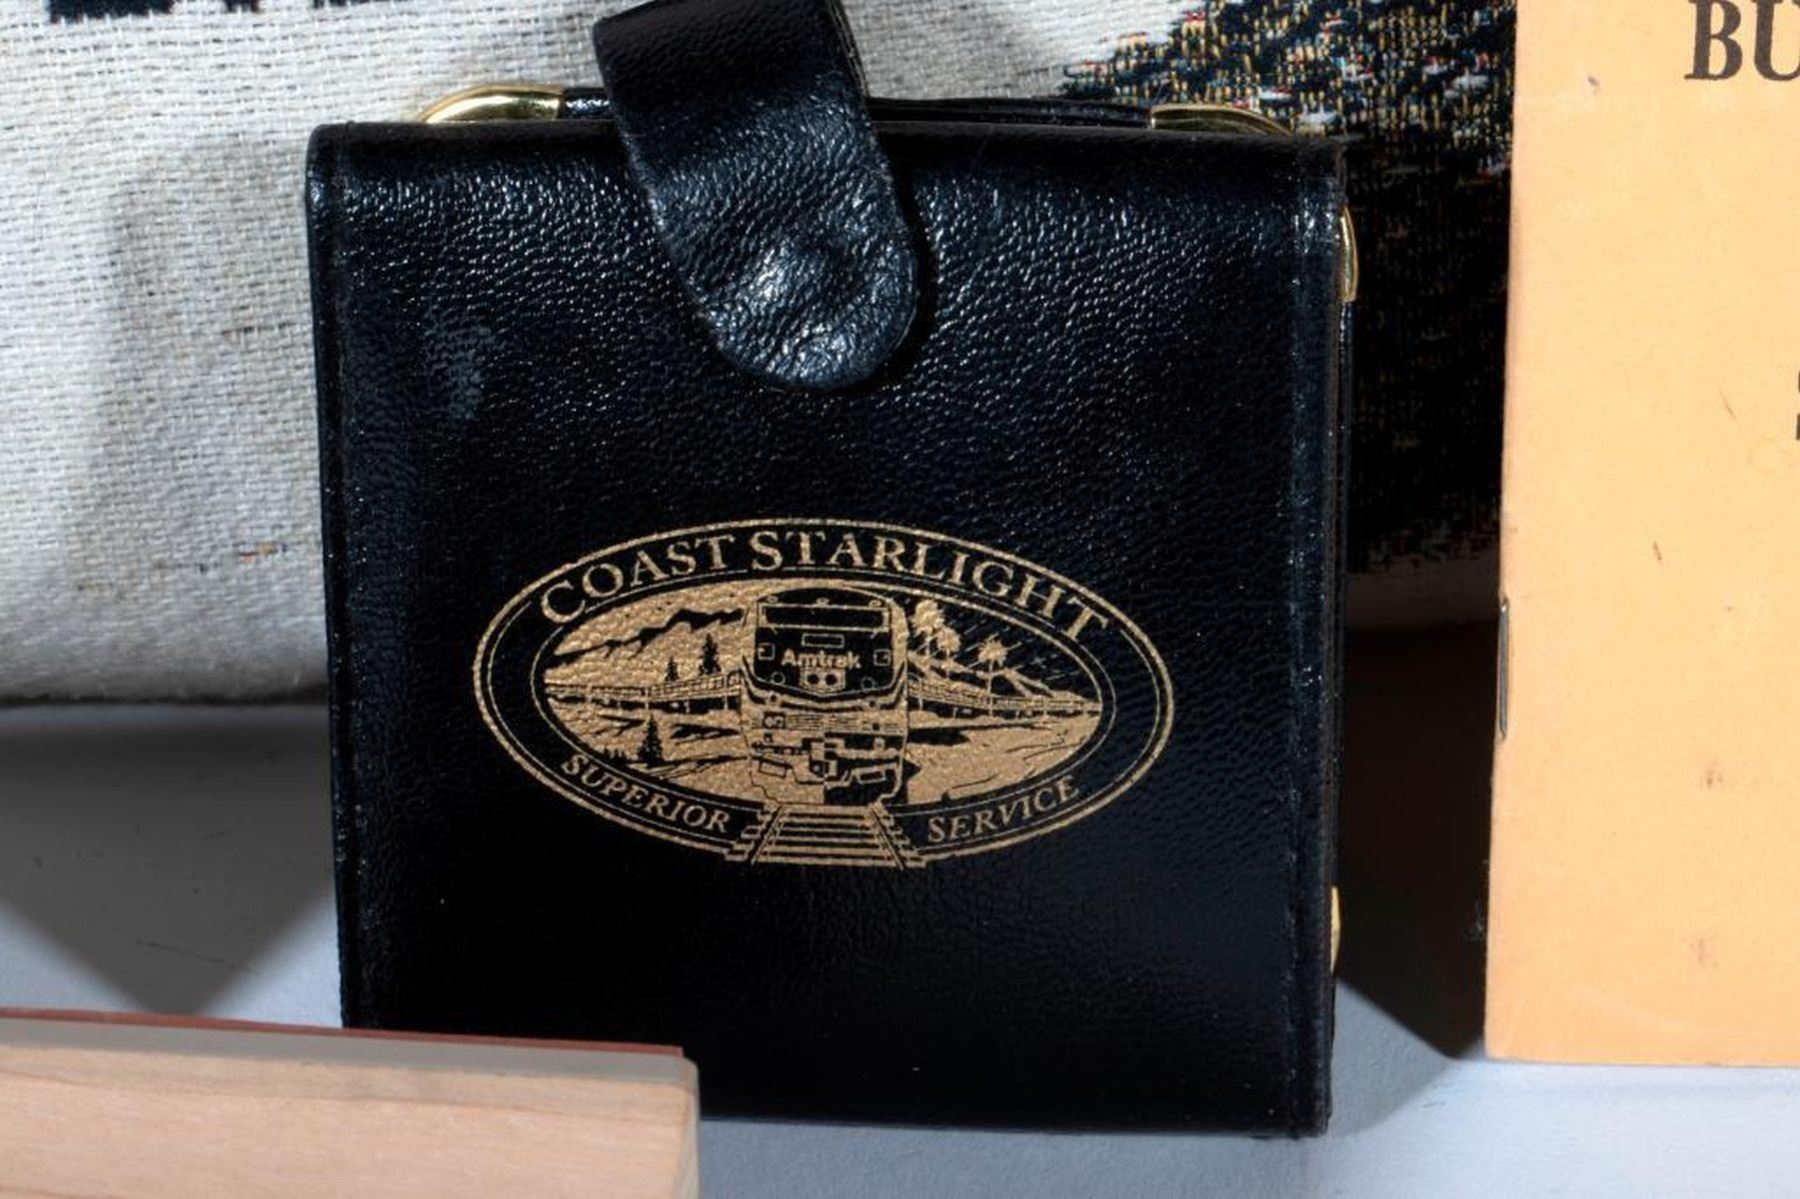 COAST STARLIGHT
Amtrak
SUPERIOR SERVICE
BU